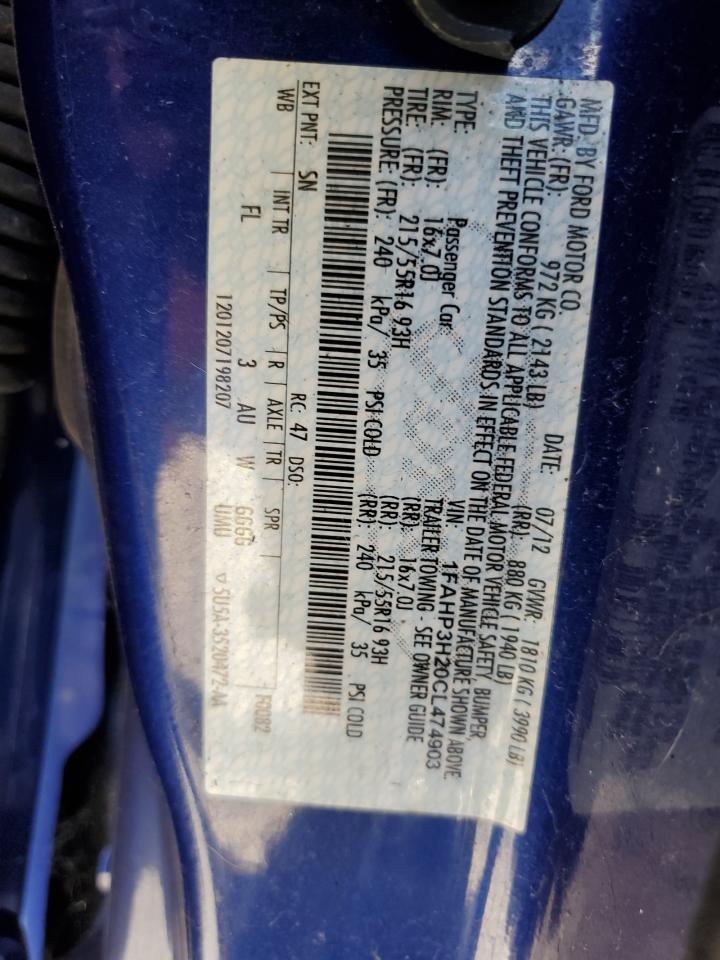 MFD. BY FORD MOTOR CO.
DATE: 07/12 GVWR: 1810 KG ( 3990 LB)
GAWR: (FR): 972 KG ( 2143 LB) (RR): 880 KG ( 1940 LB
THIS VEHICLE CONFORMS TO ALL APPLICABLE FEDERAL MOTOR VEHICLE SAFETY, BUMPER
AND THEFT PREVENTION STANDARDS IN EFFECT ON THE DATE OF MANUFACTURE SHOWN ABOVE.
VIN: 1FAHP3H20CL474903
TYPE: Passenger Car TRAILER TOWING - SEE OWNER GUIDE
RIM: (FR): 16x7.0J (RR): 16x7.0J
TIRE: (FR): 215/55R16 93H (RR): 215/55R16 93H
PRESSURE: (FR): 240 kPa/ 35 PSI COLD (RR): 240 kPa/ 35 PSI COLD
EXT PNT: SN RC: 47 DSO:
WB INT TR TP/PS R AXLE TR SPR
FL 3 AU W GGGG F0082
UMU
1201207198207 5U5A-3520472-AA